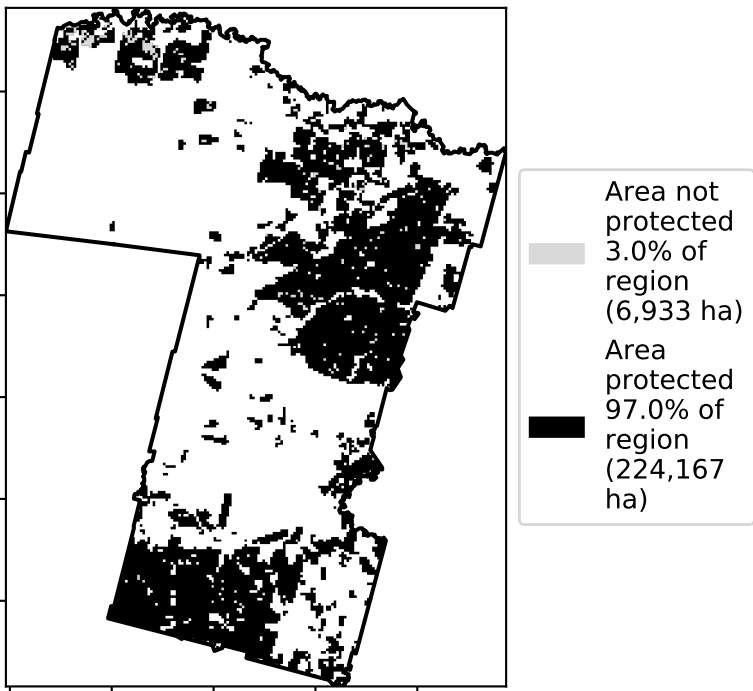 Area not
protected
3.0% of
region
(6,933 ha)
Area
protected
97.0% of
region
(224,167
ha)